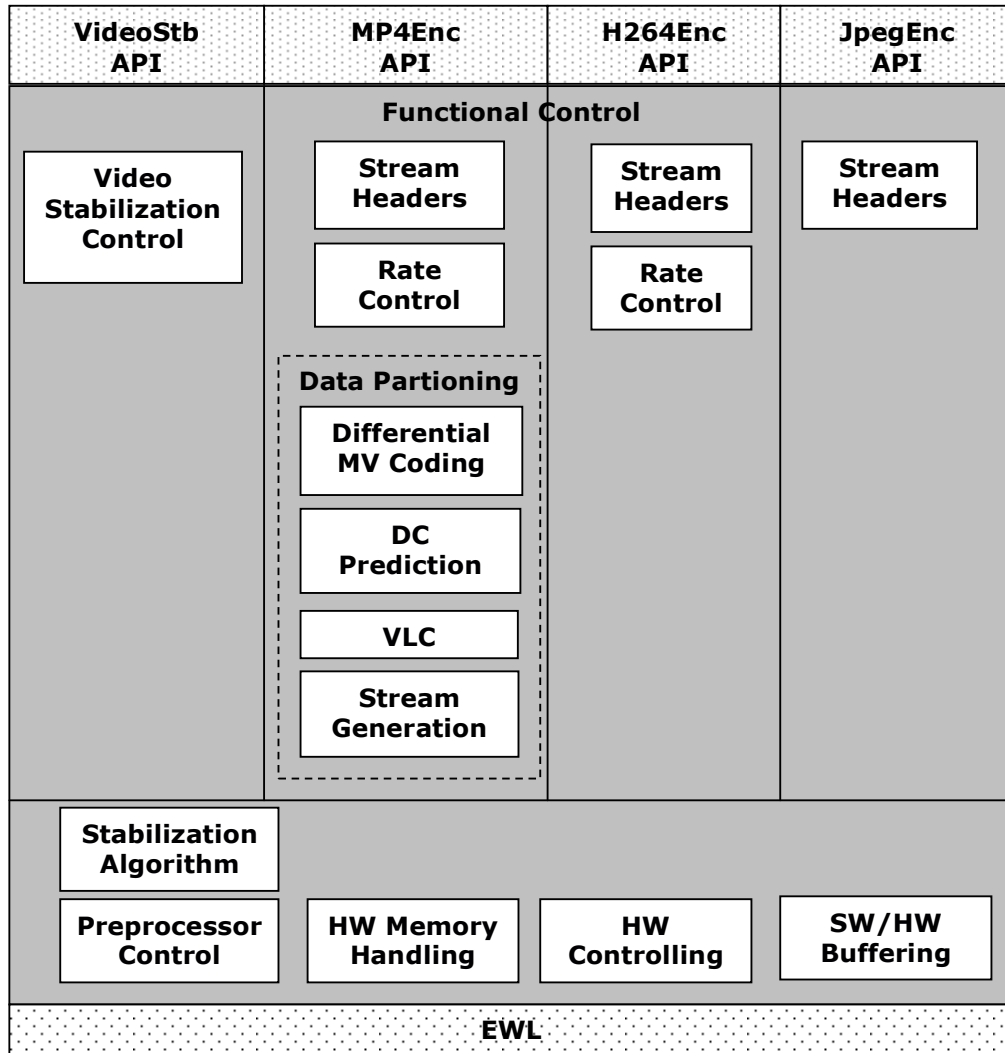 VideoStb
API
MP4Enc
API
H264Enc
API
JpegEnc
API
Functional Control
Video
Stabilization
Control
Stream
Headers
Stream
Headers
Stream
Headers
Rate
Control
Rate
Control
Data Partioning
Differential
MV Coding
DC
Prediction
VLC
Stream
Generation
Stabilization
Algorithm
Preprocessor
Control
HW Memory
Handling
HW
Controlling
SW/HW
Buffering
EWL